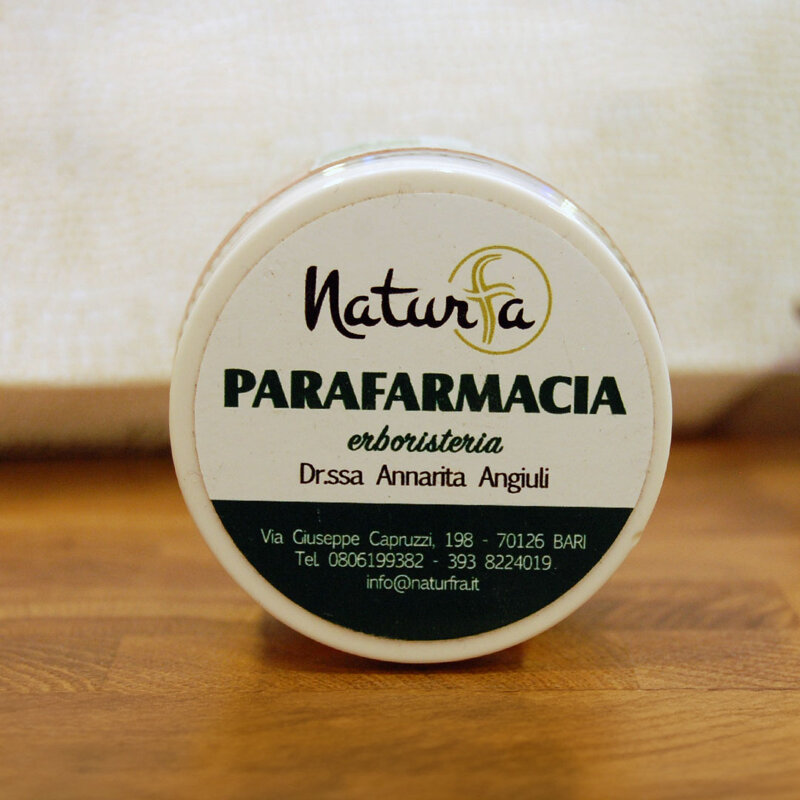 Naturfa
PARAFARMACIA
erboristeria
Dr.ssa Annarita Angiuli
Via Giuseppe Capruzzi, 198 - 70126 BARI
Tel. 0806199382 - 393 8224019
info@naturfra.it